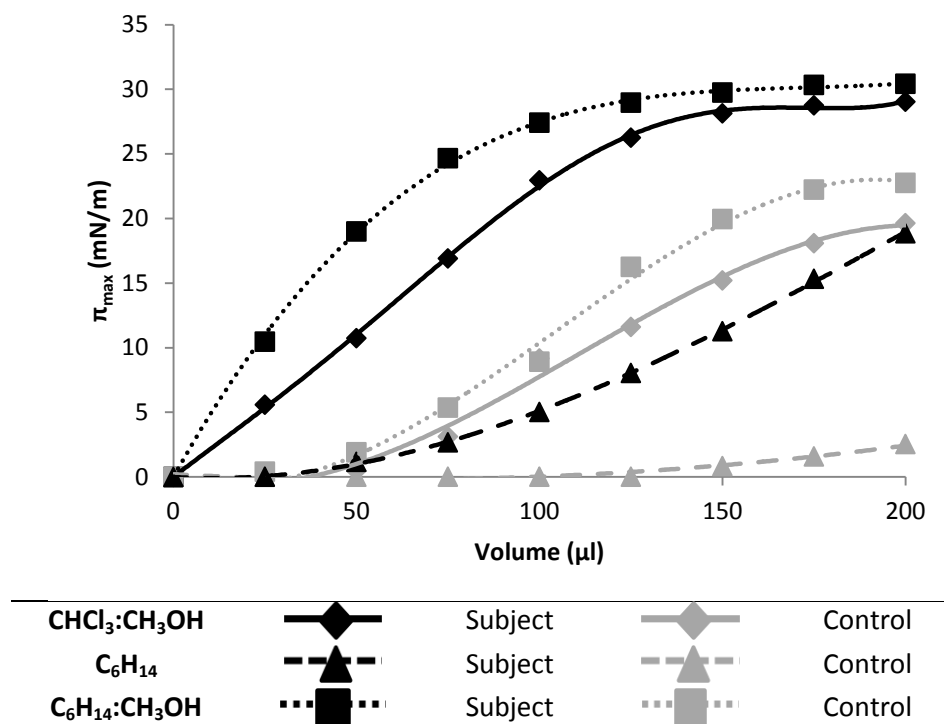 35
30
25
20
15
10
5
0
π_max (mN/m)
0 50 100 150 200
Volume (µl)
CHCl₃:CH₃OH Subject Control
C₆H₁₄ Subject Control
C₆H₁₄:CH₃OH Subject Control